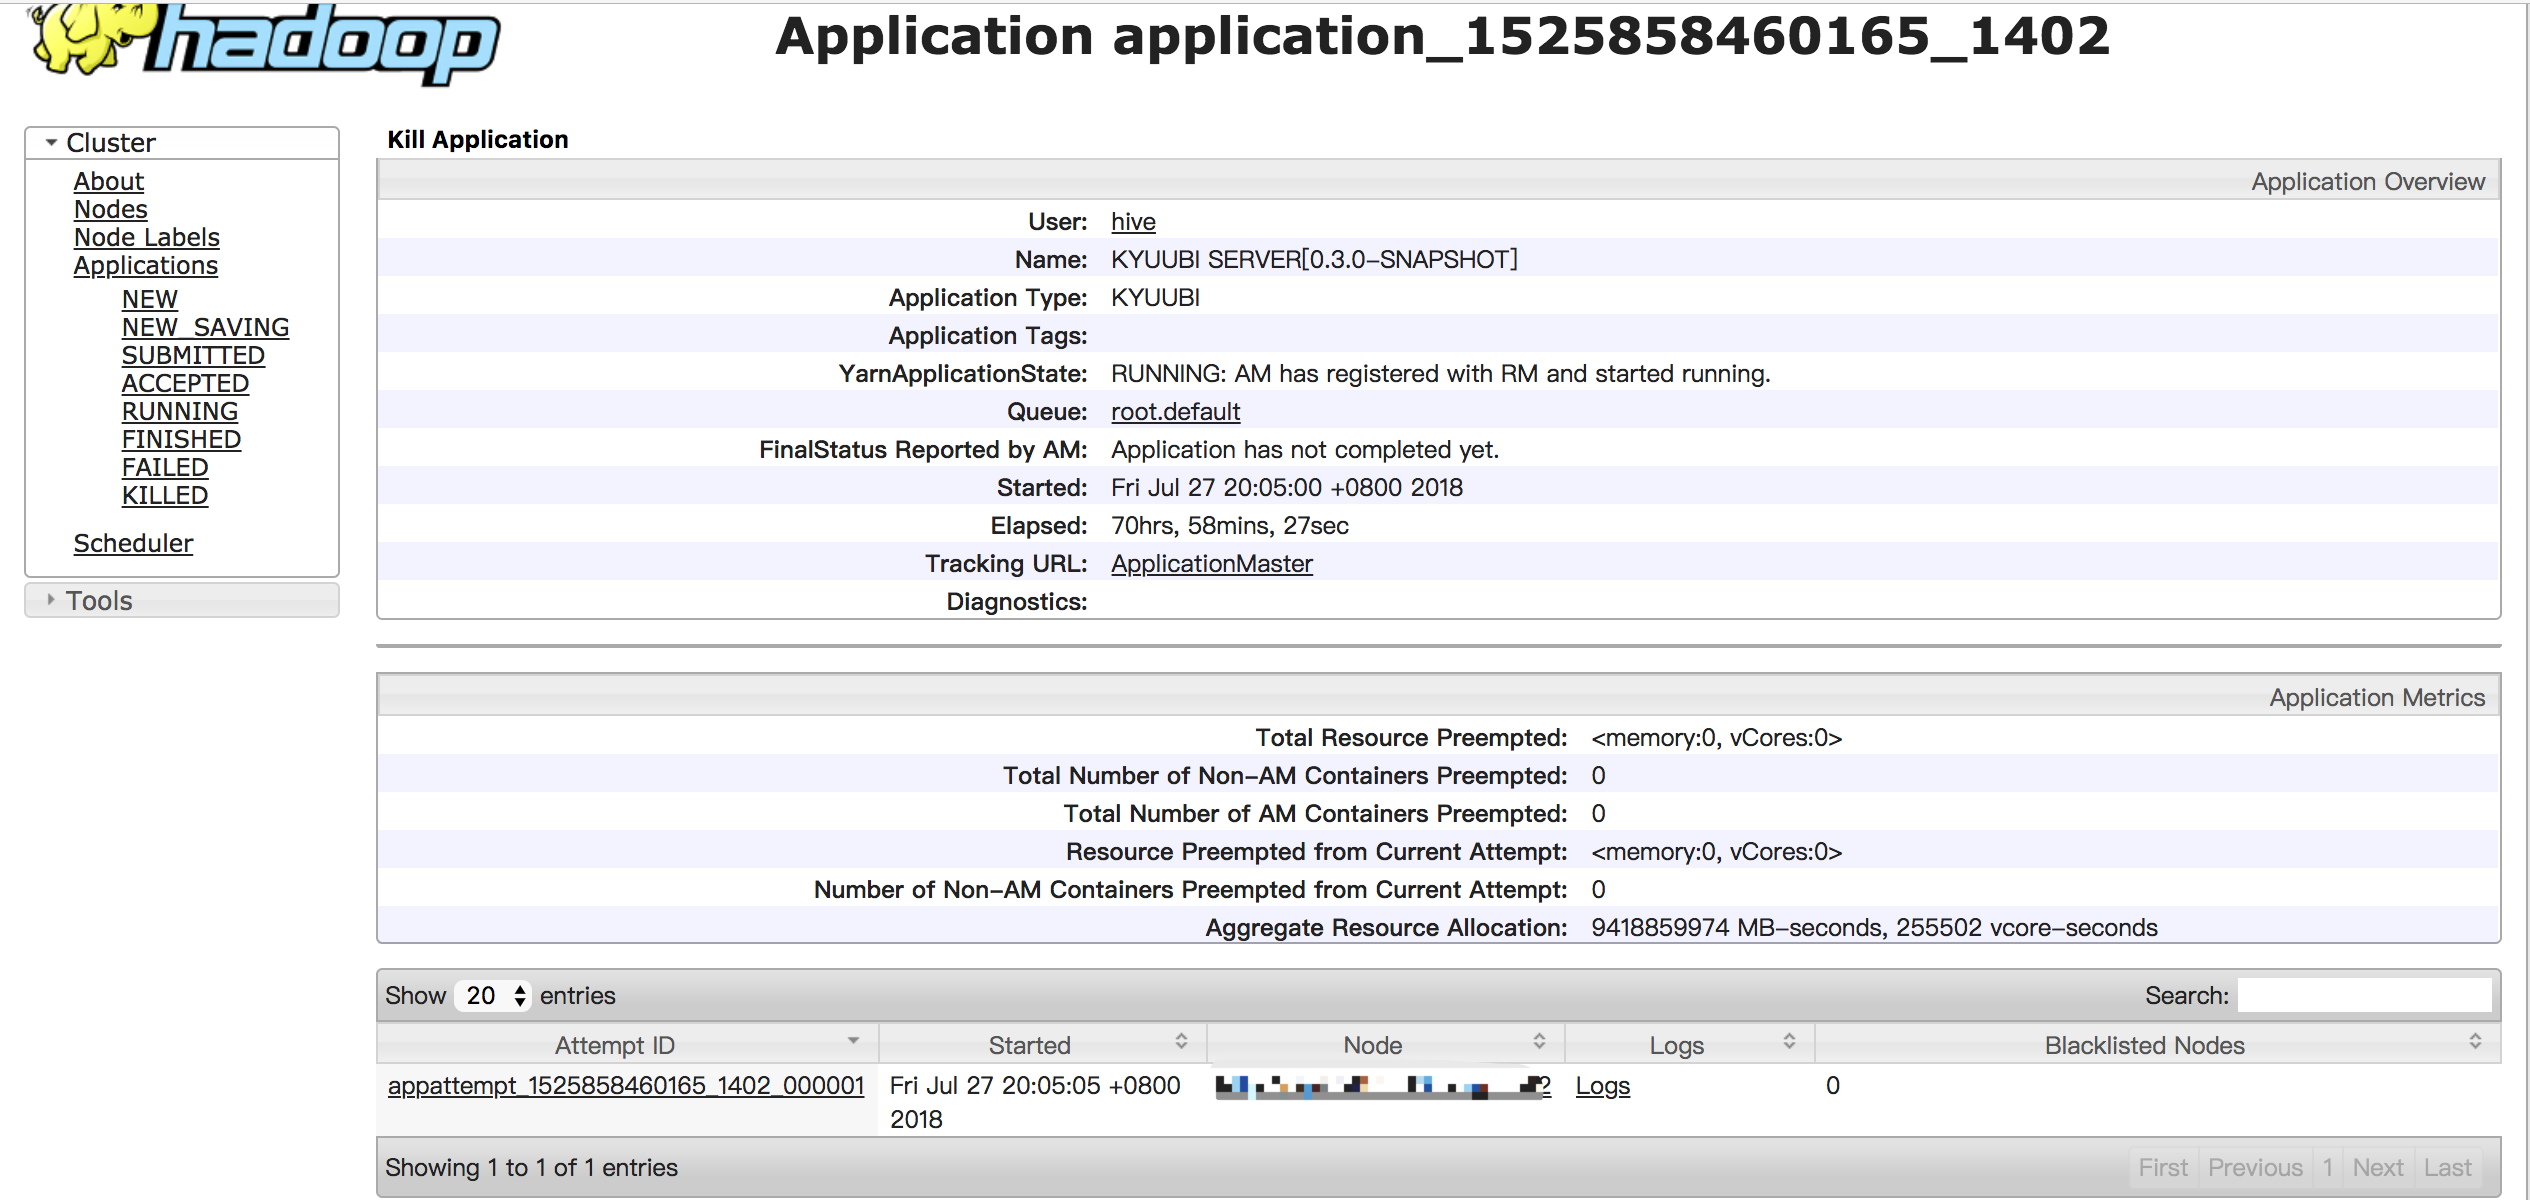 hadoop
Application application_1525858460165_1402
Cluster
About
Nodes
Node Labels
Applications
NEW
NEW_SAVING
SUBMITTED
ACCEPTED
RUNNING
FINISHED
FAILED
KILLED
Scheduler
Tools
Kill Application
Application Overview
User: hive
Name: KYUUBI SERVER[0.3.0-SNAPSHOT]
Application Type: KYUUBI
Application Tags:
YarnApplicationState: RUNNING: AM has registered with RM and started running.
Queue: root.default
FinalStatus Reported by AM: Application has not completed yet.
Started: Fri Jul 27 20:05:00 +0800 2018
Elapsed: 70hrs, 58mins, 27sec
Tracking URL: ApplicationMaster
Diagnostics:
Application Metrics
Total Resource Preempted: <memory:0, vCores:0>
Total Number of Non-AM Containers Preempted: 0
Total Number of AM Containers Preempted: 0
Resource Preempted from Current Attempt: <memory:0, vCores:0>
Number of Non-AM Containers Preempted from Current Attempt: 0
Aggregate Resource Allocation: 9418859974 MB-seconds, 255502 vcore-seconds
Show 20 entries Search:
Attempt ID Started Node Logs Blacklisted Nodes
appattempt_1525858460165_1402_000001 Fri Jul 27 20:05:05 +0800 Logs 0
2018
Showing 1 to 1 of 1 entries First Previous 1 Next Last